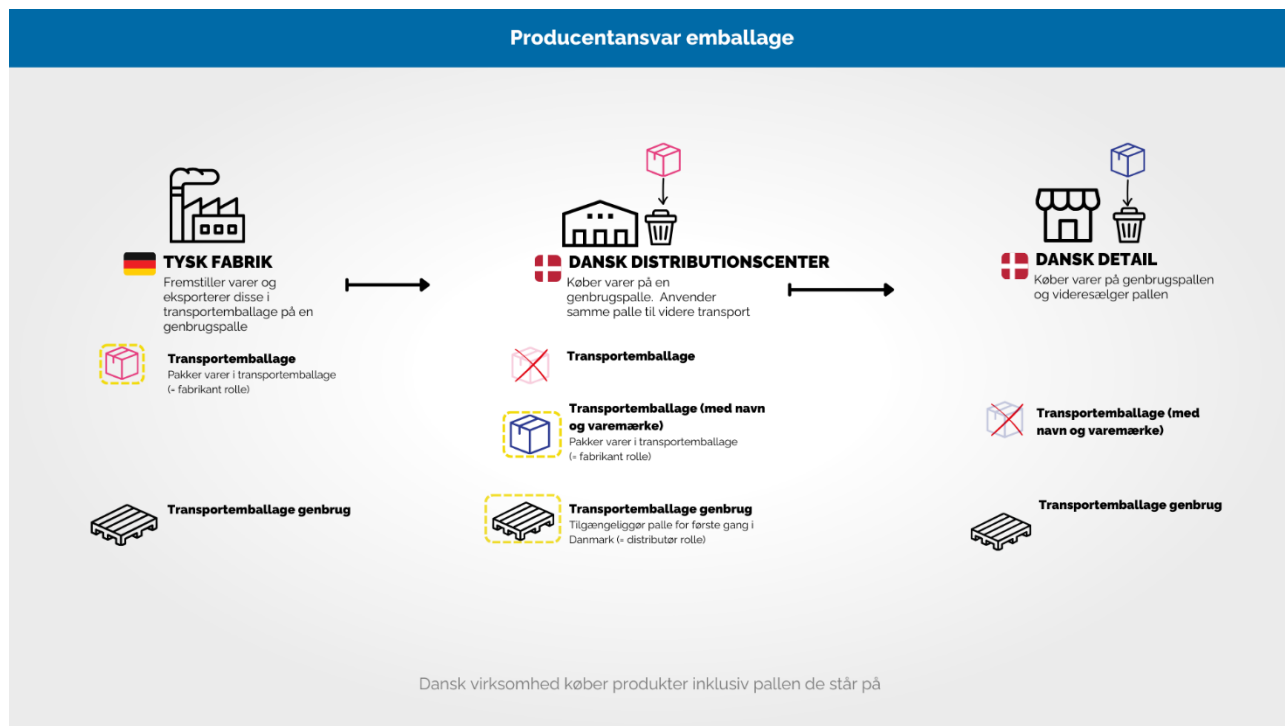 Producentansvar emballage
TYSK FABRIK
Fremstiller varer og
eksporterer disse i
transportemballage på en
genbrugspalle
Transportemballage
Pakker varer i transportemballage
(= fabrikant rolle)
Transportemballage genbrug
DANSK DISTRIBUTIONSCENTER
Køber varer på en
genbrugspalle. Anvender
samme palle til videre transport
Transportemballage
Transportemballage (med navn
og varemærke)
Pakker varer i transportemballage
(= fabrikant rolle)
Transportemballage genbrug
Tilgængeliggør palle for første gang i
Danmark (= distributør rolle)
DANSK DETAIL
Køber varer på genbrugspallen
og videresælger pallen
Transportemballage (med
navn og varemærke)
Transportemballage genbrug
Dansk virksomhed køber produkter inklusiv pallen de står på